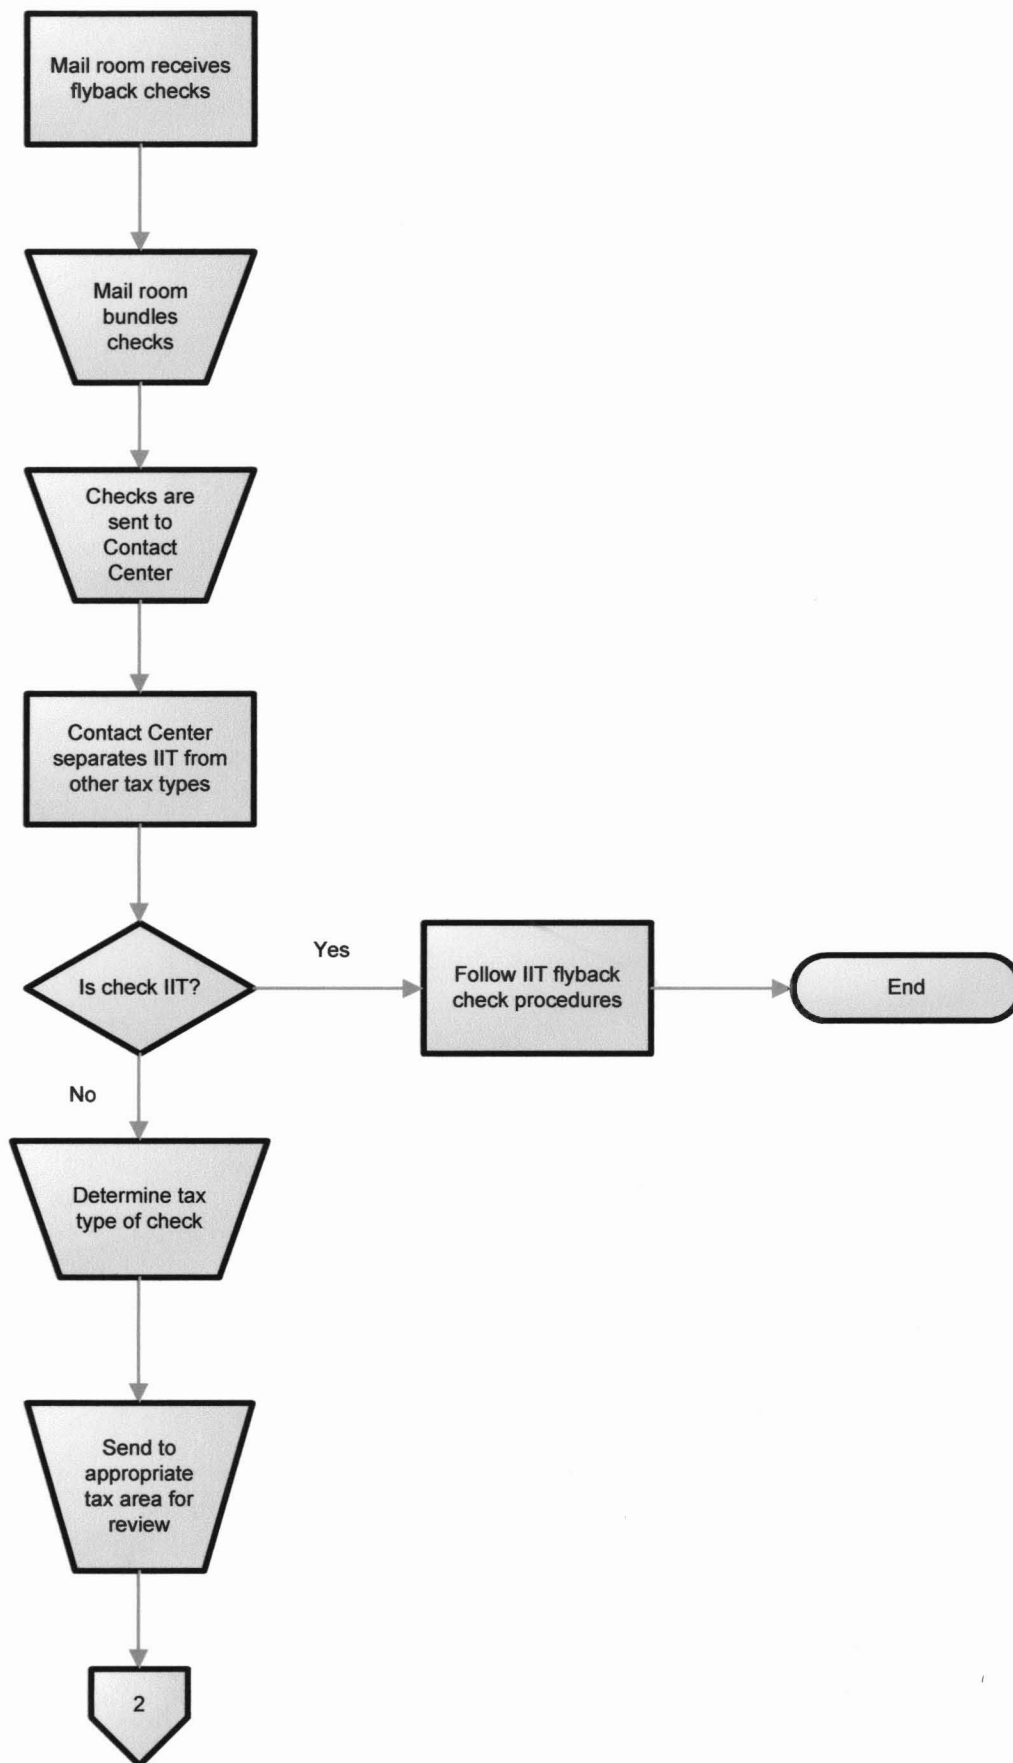 Mail room receives
flyback checks
Mail room
bundles
checks
Checks are
sent to
Contact
Center
Contact Center
separates IIT from
other tax types
Is check IIT?
Yes
Follow IIT flyback
check procedures
End
No
Determine tax
type of check
Send to
appropriate
tax area for
review
2